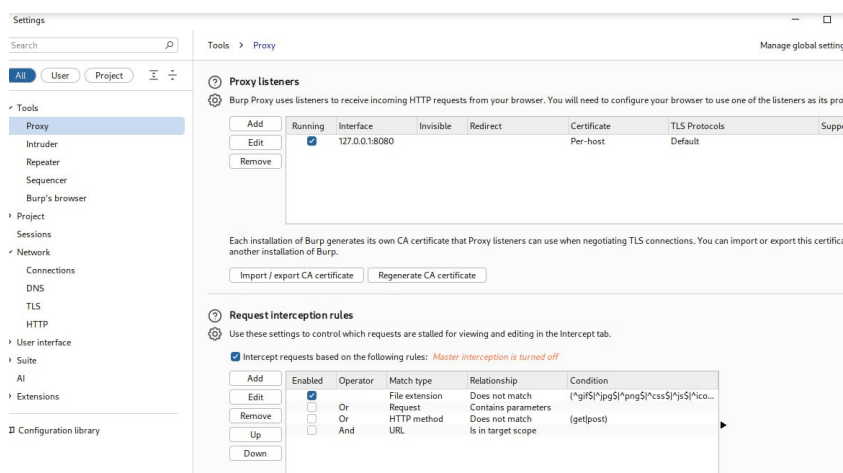 Settings
Search
Tools > Proxy
Manage global setting
All User Project
Proxy listeners
Burp Proxy uses listeners to receive incoming HTTP requests from your browser. You will need to configure your browser to use one of the listeners as its pro
Tools
Proxy
Intruder
Repeater
Sequencer
Burp's browser
Project
Sessions
Network
Connections
DNS
TLS
HTTP
User interface
Suite
AI
Extensions
Configuration library
Add
Edit
Remove
Running Interface Invisible Redirect Certificate TLS Protocols Suppo
127.0.0.1:8080 Per-host Default
Each installation of Burp generates its own CA certificate that Proxy listeners can use when negotiating TLS connections. You can import or export this certifica
another installation of Burp.
Import / export CA certificate Regenerate CA certificate
Request interception rules
Use these settings to control which requests are stalled for viewing and editing in the Intercept tab.
Intercept requests based on the following rules: Master interception is turned off
Add
Edit
Remove
Up
Down
Enabled Operator Match type Relationship Condition
File extension Does not match (^gif$|^jpg$|^png$|^css$|^js$|^ico...
Or Request Contains parameters
Or HTTP method Does not match (get|post)
And URL Is in target scope